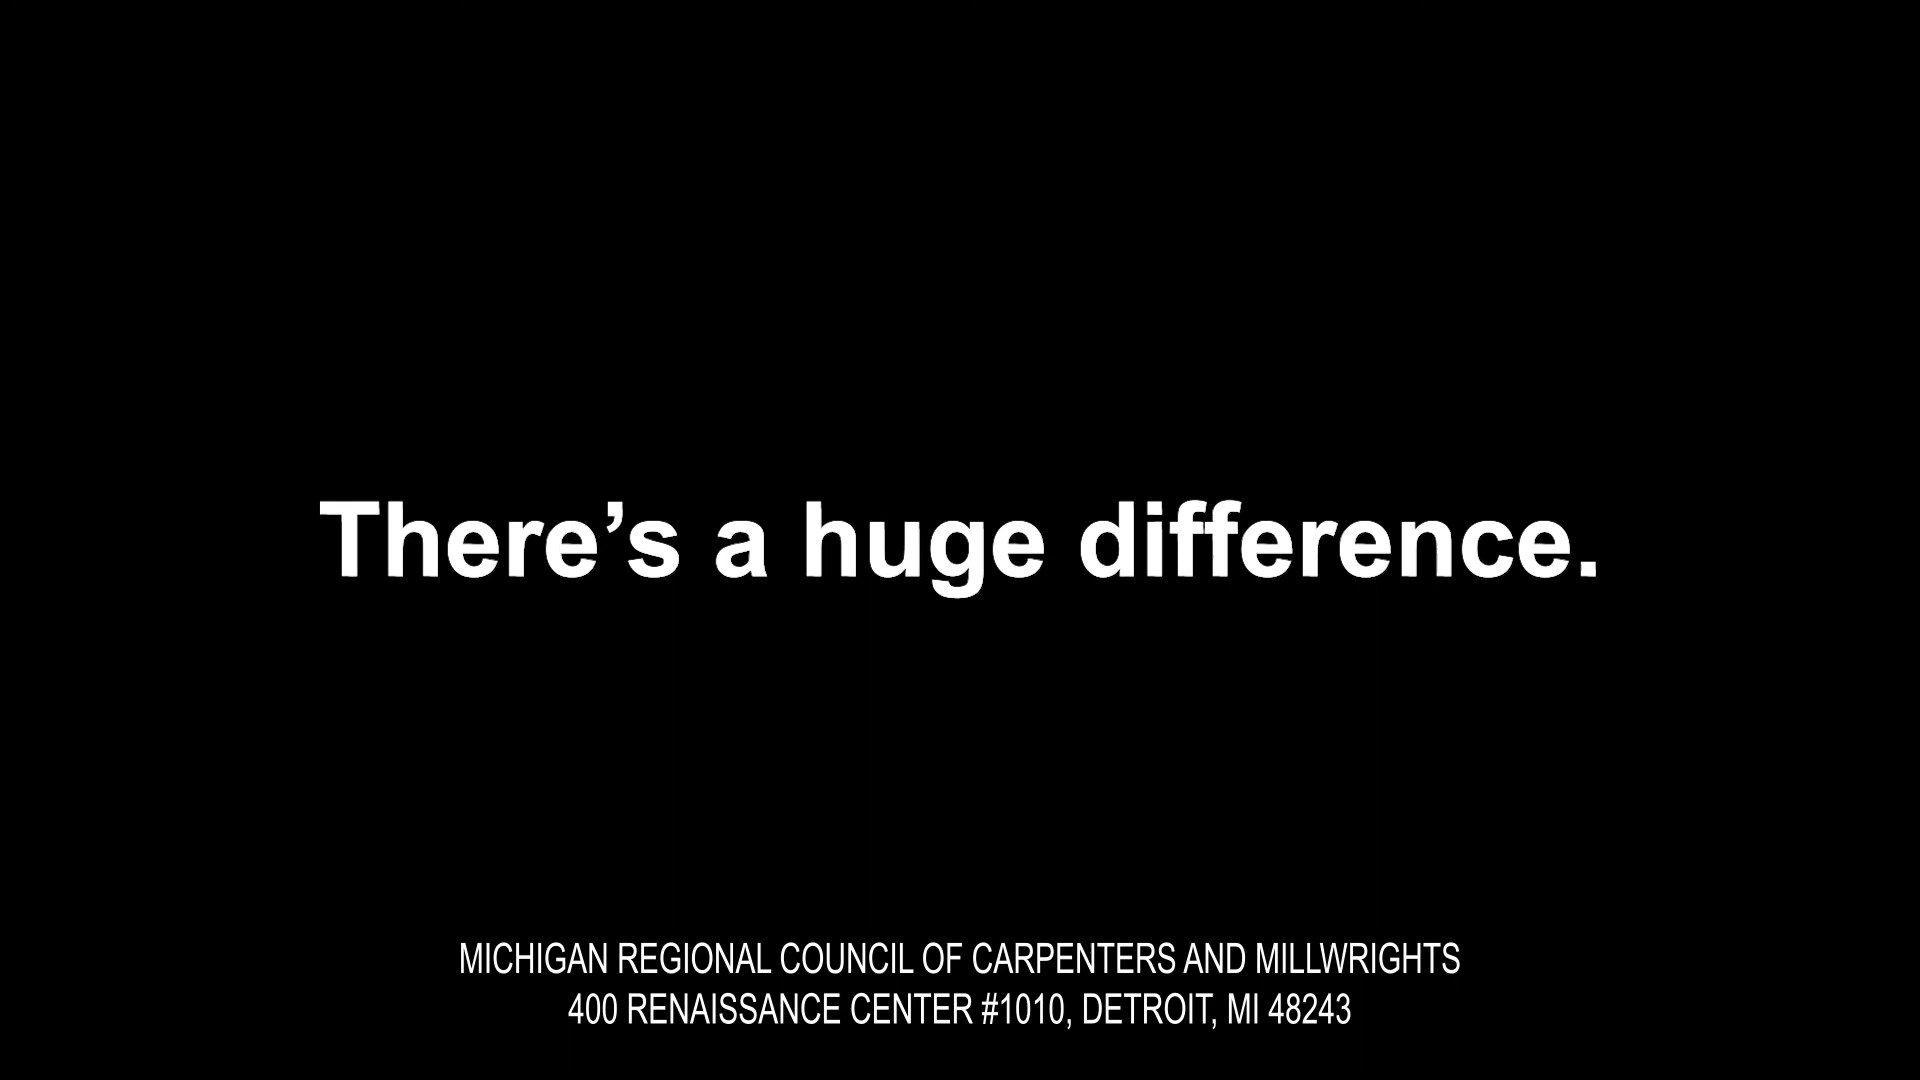 There’s a huge difference.
MICHIGAN REGIONAL COUNCIL OF CARPENTERS AND MILLWRIGHTS
400 RENAISSANCE CENTER #1010, DETROIT, MI 48243